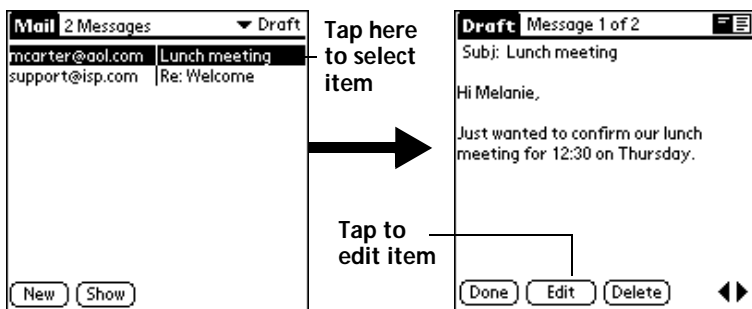 Mail 2 Messages Draft
mcarter@aol.com Lunch meeting
support@isp.com Re: Welcome
New Show
Tap here
to select
item
Draft Message 1 of 2
Subj: Lunch meeting
Hi Melanie,
Just wanted to confirm our lunch
meeting for 12:30 on Thursday.
Tap to
edit item
Done Edit Delete